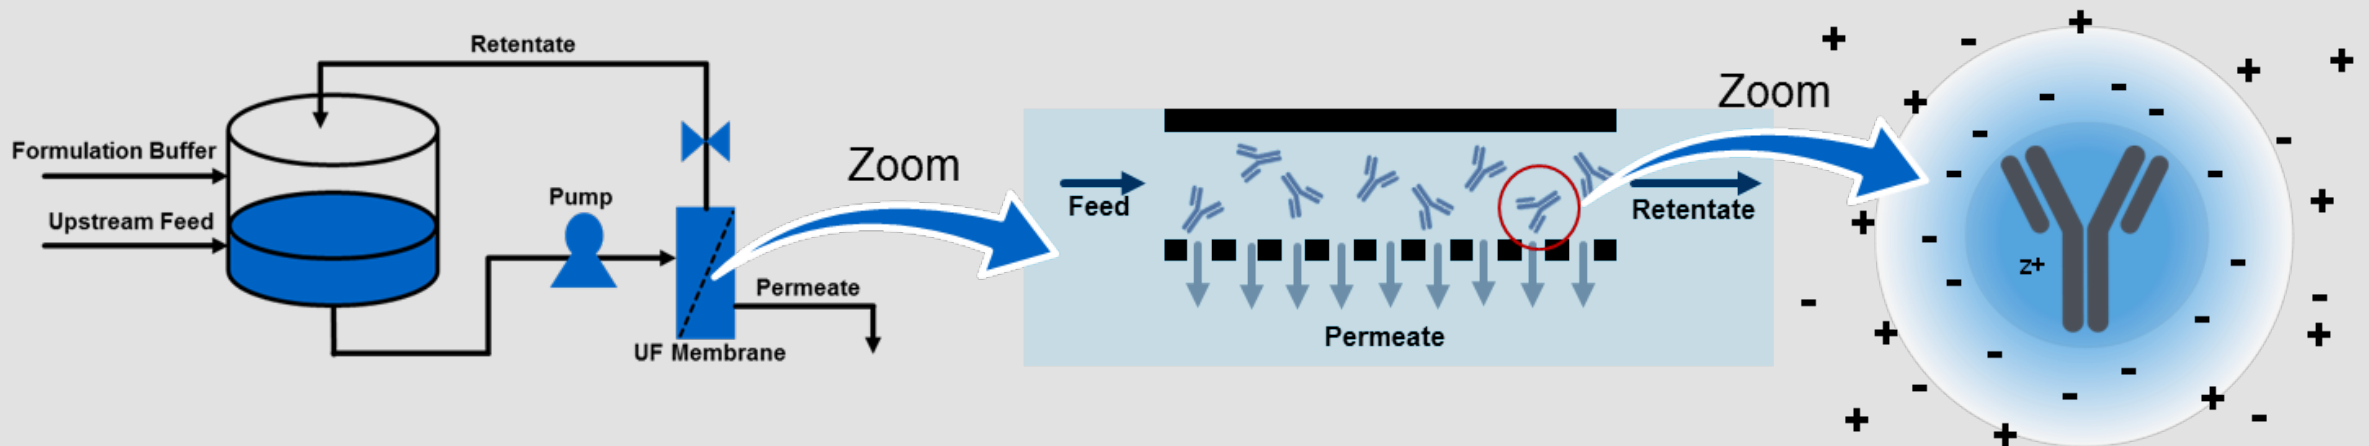 Retentate
Formulation Buffer
Upstream Feed
Pump
UF Membrane
Permeate
Zoom
Feed
Retentate
Permeate
Zoom
z+